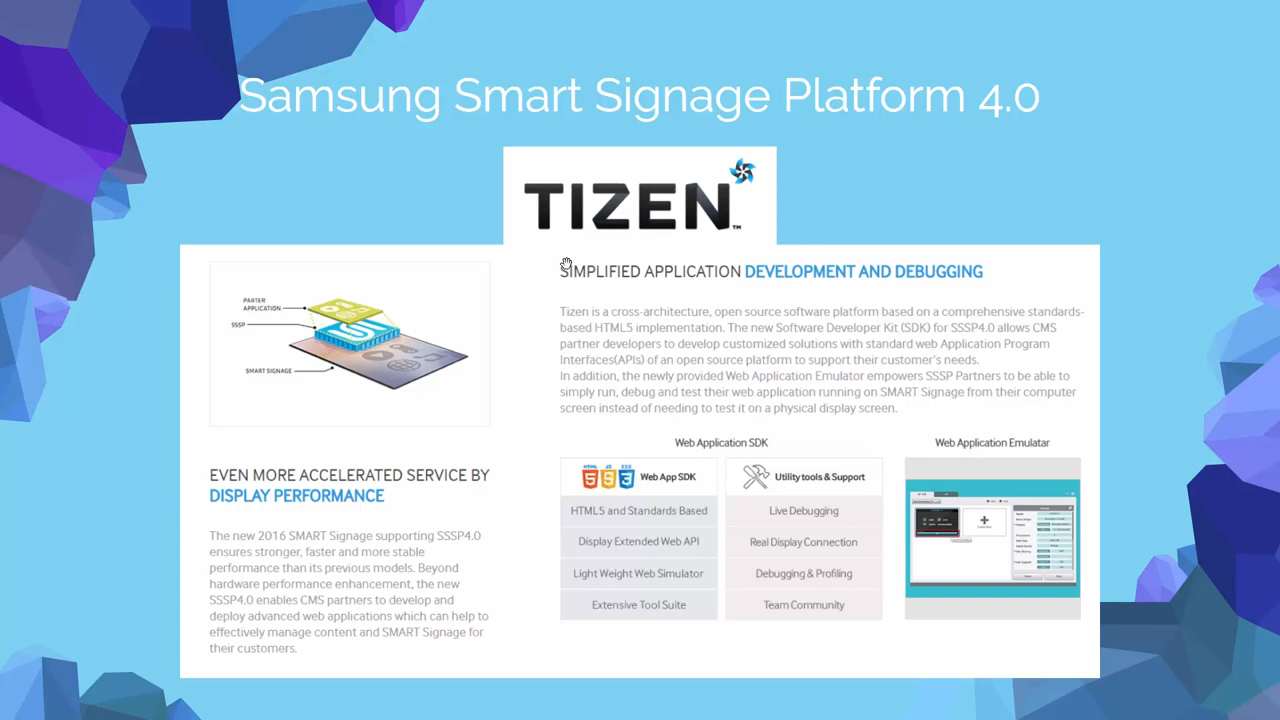 Samsung Smart Signage Platform 4.0
TIZEN™
PARTER
APPLICATION
SSSP
SMART SIGNAGE
EVEN MORE ACCELERATED SERVICE BY
DISPLAY PERFORMANCE
The new 2016 SMART Signage supporting SSSP4.0
ensures stronger, faster and more stable
performance than its previous models. Beyond
hardware performance enhancement, the new
SSSP4.0 enables CMS partners to develop and
deploy advanced web applications which can help to
effectively manage content and SMART Signage for
their customers.
SIMPLIFIED APPLICATION DEVELOPMENT AND DEBUGGING
Tizen is a cross-architecture, open source software platform based on a comprehensive standards-
based HTML5 implementation. The new Software Developer Kit (SDK) for SSSP4.0 allows CMS
partner developers to develop customized solutions with standard web Application Program
Interfaces(APIs) of an open source platform to support their customer's needs.
In addition, the newly provided Web Application Emulator empowers SSSP Partners to be able to
simply run, debug and test their web application running on SMART Signage from their computer
screen instead of needing to test it on a physical display screen.
Web Application SDK
HTML JS CSS
5 5 3
Web App SDK
HTML5 and Standards Based
Display Extended Web API
Light Weight Web Simulator
Extensive Tool Suite
Utility tools & Support
Live Debugging
Real Display Connection
Debugging & Profiling
Team Community
Web Application Emulatar